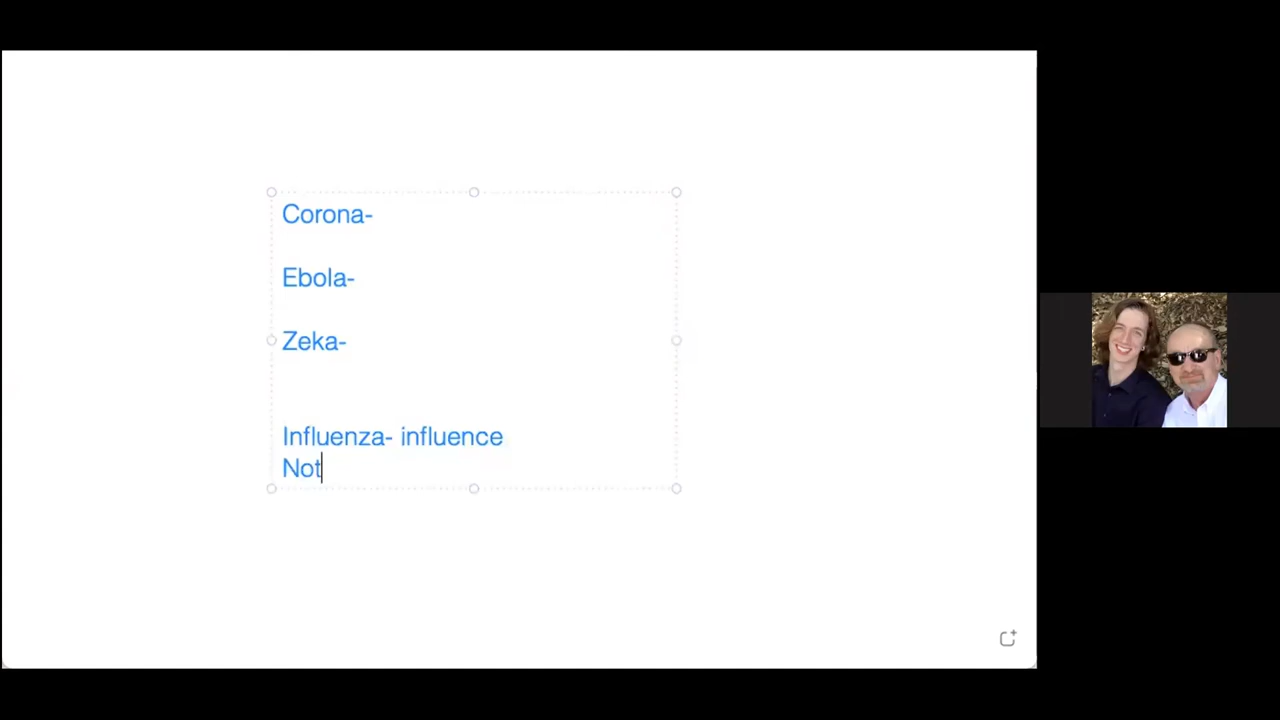 Corona-
Ebola-
Zeka-
Influenza- influence
Not